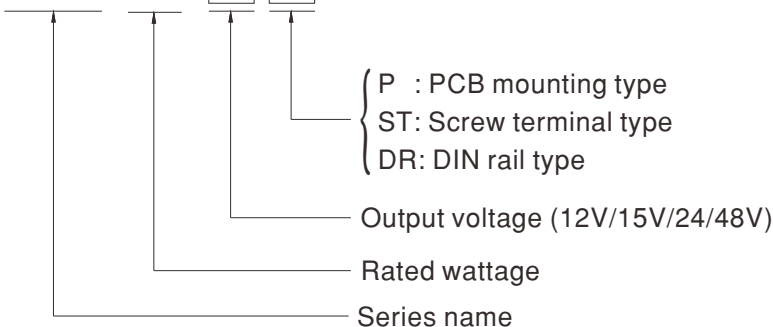 P : PCB mounting type
ST: Screw terminal type
DR: DIN rail type
Output voltage (12V/15V/24/48V)
Rated wattage
Series name